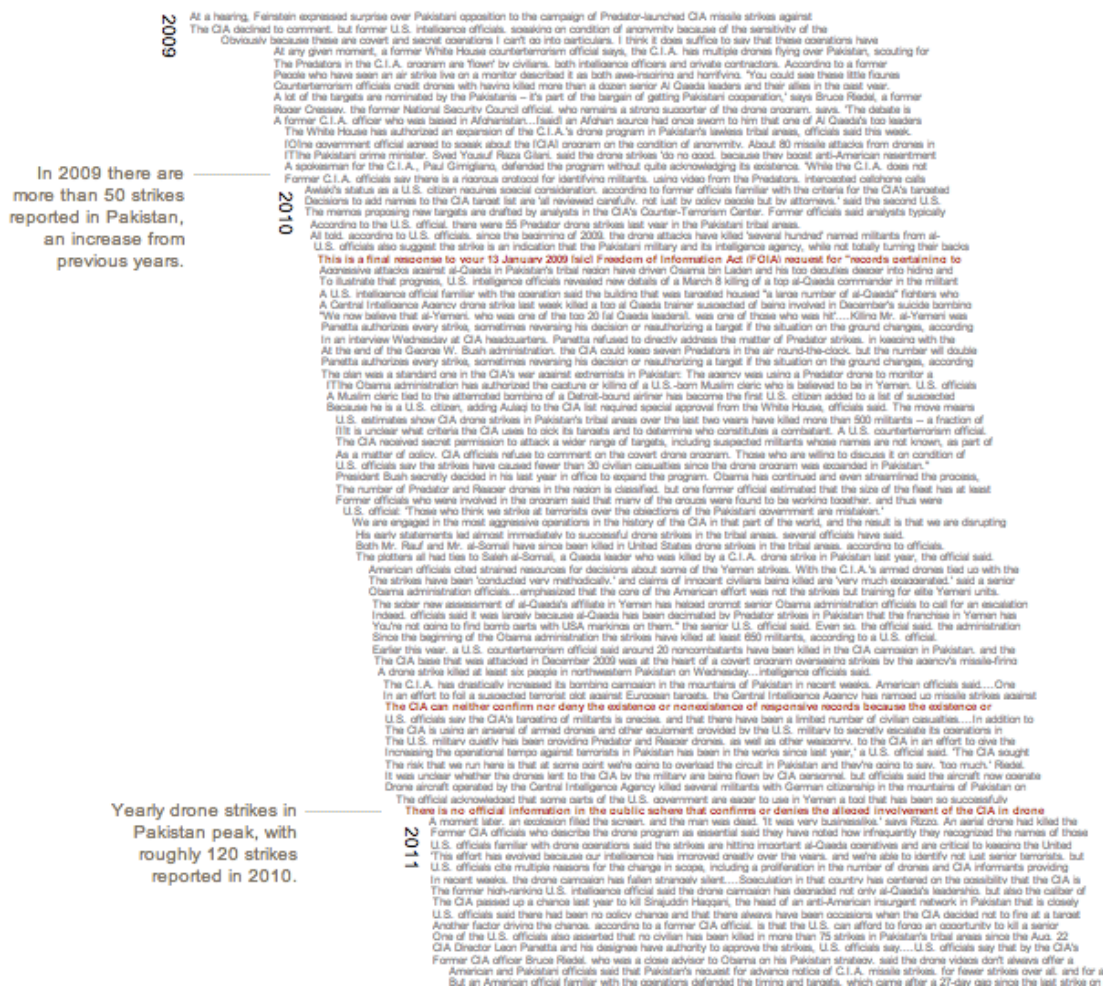 2009
At a hearing, Feinstein expressed surprise over Pakistani opposition to the campaign of Predator-launched CIA missile strikes against
The CIA declined to comment, but former U.S. intelligence officials, speaking on condition of anonymity because of the sensitivity of the
Obviously because these are covert and secret operations I can't go into particulars. I think it does suffice to say that these operations have
At any given moment, a former White House counterterrorism official says, the C.I.A. has multiple drones flying over Pakistan, scouting for
The Predators in the C.I.A. program are 'flown' by civilians, both intelligence officers and private contractors. According to a former
People who have seen an air strike live on a monitor described it as both awe-inspiring and horrifying. 'You could see these little figures
Counterterrorism officials credit drones with having killed more than a dozen senior Al Qaeda leaders and their allies in the past year.
A lot of the targets are nominated by the Pakistanis – it's part of the bargain of getting Pakistani cooperation,' says Bruce Riedel, a former
Roger Cressey, the former National Security Council official, who remains a strong supporter of the drone program, says, 'The debate is
A former C.I.A. officer who was based in Afghanistan...[said] an Afghan source had once sworn to him that one of Al Qaeda's top leaders
The White House has authorized an expansion of the C.I.A.'s drone program in Pakistan's lawless tribal areas, officials said this week.
[O]ne government official agreed to speak about the [CIA] program on the condition of anonymity. About 80 missile attacks from drones in
[T]he Pakistani prime minister, Syed Yousuf Raza Gilani, said the drone strikes 'do no good, because they boost anti-American resentment
A spokesman for the C.I.A., Paul Gimigliano, defended the program without quite acknowledging its existence. 'While the C.I.A. does not
Former C.I.A. officials say there is a rigorous protocol for identifying militants, using video from the Predators, intercepted cellphone calls
In 2009 there are
more than 50 strikes
reported in Pakistan,
an increase from
previous years.
2010
Awlaki's status as a U.S. citizen requires special consideration, according to former officials familiar with the criteria for the CIA's targeted
Decisions to add names to the CIA target list are 'all reviewed carefully, not just by policy people but by attorneys,' said the second U.S.
The memos proposing new targets are drafted by analysts in the CIA's Counter-Terrorism Center. Former officials said analysts typically
According to the U.S. official, there were 55 Predator drone strikes last year in the Pakistani tribal areas.
All told, according to U.S. officials, since the beginning of 2009, the drone attacks have killed 'several hundred' named militants from al-
U.S. officials also suggest the strike is an indication that the Pakistani military and its intelligence agency, while not totally turning their backs
This is a final response to your 13 January 2009 [sic] Freedom of Information Act (FOIA) request for "records pertaining to
Aggressive attacks against al-Qaeda in Pakistan's tribal region have driven Osama bin Laden and his top deputies deeper into hiding and
To illustrate that progress, U.S. intelligence officials revealed new details of a March 8 killing of a top al-Qaeda commander in the militant
A U.S. intelligence official familiar with the operation said the building that was targeted housed "a large number of al-Qaeda" fighters who
A Central Intelligence Agency drone strike last week killed a top al Qaeda trainer suspected of being involved in December's suicide bombing
"We now believe that al-Yemeni, who was one of the top 20 [al Qaeda leaders], was one of those who was hit'....Killing Mr. al-Yemeni was
Panetta authorizes every strike, sometimes reversing his decision or reauthorizing a target if the situation on the ground changes, according
In an interview Wednesday at CIA headquarters, Panetta refused to directly address the matter of Predator strikes, in keeping with the
At the end of the George W. Bush administration, the CIA could keep seven Predators in the air round-the-clock, but the number will double
Panetta authorizes every strike, sometimes reversing his decision or reauthorizing a target if the situation on the ground changes, according
The plan was a standard one in the CIA's war against extremists in Pakistan: The agency was using a Predator drone to monitor a
[T]he Obama administration has authorized the capture or killing of a U.S.-born Muslim cleric who is believed to be in Yemen, U.S. officials
A Muslim cleric tied to the attempted bombing of a Detroit-bound airliner has become the first U.S. citizen added to a list of suspected
Because he is a U.S. citizen, adding Aulaqi to the CIA list required special approval from the White House, officials said. The move means
U.S. estimates show CIA drone strikes in Pakistan's tribal areas over the last two years have killed more than 500 militants – a fraction of
[I]t is unclear what criteria the CIA uses to pick its targets and to determine who constitutes a combatant. A U.S. counterterrorism official,
The CIA received secret permission to attack a wider range of targets, including suspected militants whose names are not known, as part of
As a matter of policy, CIA officials refuse to comment on the covert drone program. Those who are willing to discuss it on condition of
U.S. officials say the strikes have caused fewer than 30 civilian casualties since the drone program was expanded in Pakistan."
President Bush secretly decided in his last year in office to expand the program. Obama has continued and even streamlined the process,
The number of Predator and Reaper drones in the region is classified, but one former official estimated that the size of the fleet has at least
Former officials who were involved in the program said that many of the groups were found to be working together, and thus were
U.S. official: 'Those who think we strike at terrorists over the objections of the Pakistani government are mistaken.'
We are engaged in the most aggressive operations in the history of the CIA in that part of the world, and the result is that we are disrupting
His early statements led almost immediately to successful drone strikes in the tribal areas, several officials have said.
Both Mr. Rauf and Mr. al-Somali have since been killed in United States drone strikes in the tribal areas, according to officials.
The plotters all had ties to Saleh al-Somali, a Qaeda leader who was killed by a C.I.A. drone strike in Pakistan last year, the official said.
American officials cited strained resources for decisions about some of the Yemen strikes. With the C.I.A.'s armed drones tied up with the
The strikes have been 'conducted very methodically,' and claims of innocent civilians being killed are 'very much exaggerated,' said a senior
Obama administration officials...emphasized that the core of the American effort was not the strikes but training for elite Yemeni units,
The sober new assessment of al-Qaeda's affiliate in Yemen has helped prompt senior Obama administration officials to call for an escalation
Indeed, officials said it was largely because al-Qaeda has been decimated by Predator strikes in Pakistan that the franchise in Yemen has
You're not going to find bomb parts with USA markings on them," the senior U.S. official said. Even so, the official said, the administration
Since the beginning of the Obama administration the strikes have killed at least 650 militants, according to a U.S. official.
Earlier this year, a U.S. counterterrorism official said around 20 noncombatants have been killed in the CIA campaign in Pakistan, and the
The CIA base that was attacked in December 2009 was at the heart of a covert program overseeing strikes by the agency's missile-firing
A drone strike killed at least six people in northwestern Pakistan on Wednesday...intelligence officials said.
The C.I.A. has drastically increased its bombing campaign in the mountains of Pakistan in recent weeks, American officials said....One
In an effort to foil a suspected terrorist plot against European targets, the Central Intelligence Agency has ramped up missile strikes against
The CIA can neither confirm nor deny the existence or nonexistence of responsive records because the existence or
U.S. officials say the CIA's targeting of militants is precise, and that there have been a limited number of civilian casualties....In addition to
The CIA is using an arsenal of armed drones and other equipment provided by the U.S. military to secretly escalate its operations in
The U.S. military quietly has been providing Predator and Reaper drones, as well as other weaponry, to the CIA in an effort to give the
Increasing the operational tempo against terrorists in Pakistan has been in the works since last year,' a U.S. official said. 'The CIA sought
The risk that we run here is that at some point we're going to overload the circuit in Pakistan and they're going to say, 'too much.' Riedel,
It was unclear whether the drones lent to the CIA by the military are being flown by CIA personnel, but officials said the aircraft now operate
Drone aircraft operated by the Central Intelligence Agency killed several militants with German citizenship in the mountains of Pakistan on
The official acknowledged that some parts of the U.S. government are eager to use in Yemen a tool that has been so successfully
There is no official information in the public sphere that confirms or denies the alleged involvement of the CIA in drone
Yearly drone strikes in
Pakistan peak, with
roughly 120 strikes
reported in 2010.
2011
A moment later, an explosion filled the screen, and the man was dead. 'It was very businesslike,' says Rizzo. An aerial drone had killed the
Former CIA officials who describe the drone program as essential said they have noted how infrequently they recognized the names of those
U.S. officials familiar with drone operations said the strikes are hitting important al-Qaeda operatives and are critical to keeping the United
'This effort has evolved because our intelligence has improved greatly over the years, and we're able to identify not just senior terrorists, but
U.S. officials cite multiple reasons for the change in scope, including a proliferation in the number of drones and CIA informants providing
In recent weeks, the drone campaign has fallen strangely silent....Speculation in that country has centered on the possibility that the CIA is
The former high-ranking U.S. intelligence official said the drone campaign has degraded not only al-Qaeda's leadership, but also the caliber of
The CIA passed up a chance last year to kill Sirajuddin Haqqani, the head of an anti-American insurgent network in Pakistan that is closely
U.S. officials said there had been no policy change and that there always have been occasions when the CIA decided not to fire at a target
Another factor driving the change, according to a former CIA official, is that the U.S. can afford to forgo an opportunity to kill a senior
One of the U.S. officials also asserted that no civilian has been killed in more than 75 strikes in Pakistan's tribal areas since the Aug. 22
CIA Director Leon Panetta and his designee have authority to approve the strikes, U.S. officials say....U.S. officials say that by the CIA's
Former CIA officer Bruce Riedel, who was a close advisor to Obama on his Pakistan strategy, said the drone videos don't always offer a
American and Pakistani officials said that Pakistan's request for advance notice of C.I.A. missile strikes, for fewer strikes over all, and for a
But an American official familiar with the operations defended the timing and targets, which came after a 27-day gap since the last strike on